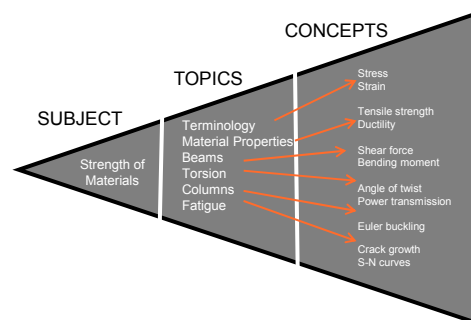 SUBJECT
TOPICS
CONCEPTS
Strength of
Materials
Terminology
Material Properties
Beams
Torsion
Columns
Fatigue
Stress
Strain
Tensile strength
Ductility
Shear force
Bending moment
Angle of twist
Power transmission
Euler buckling
Crack growth
S-N curves